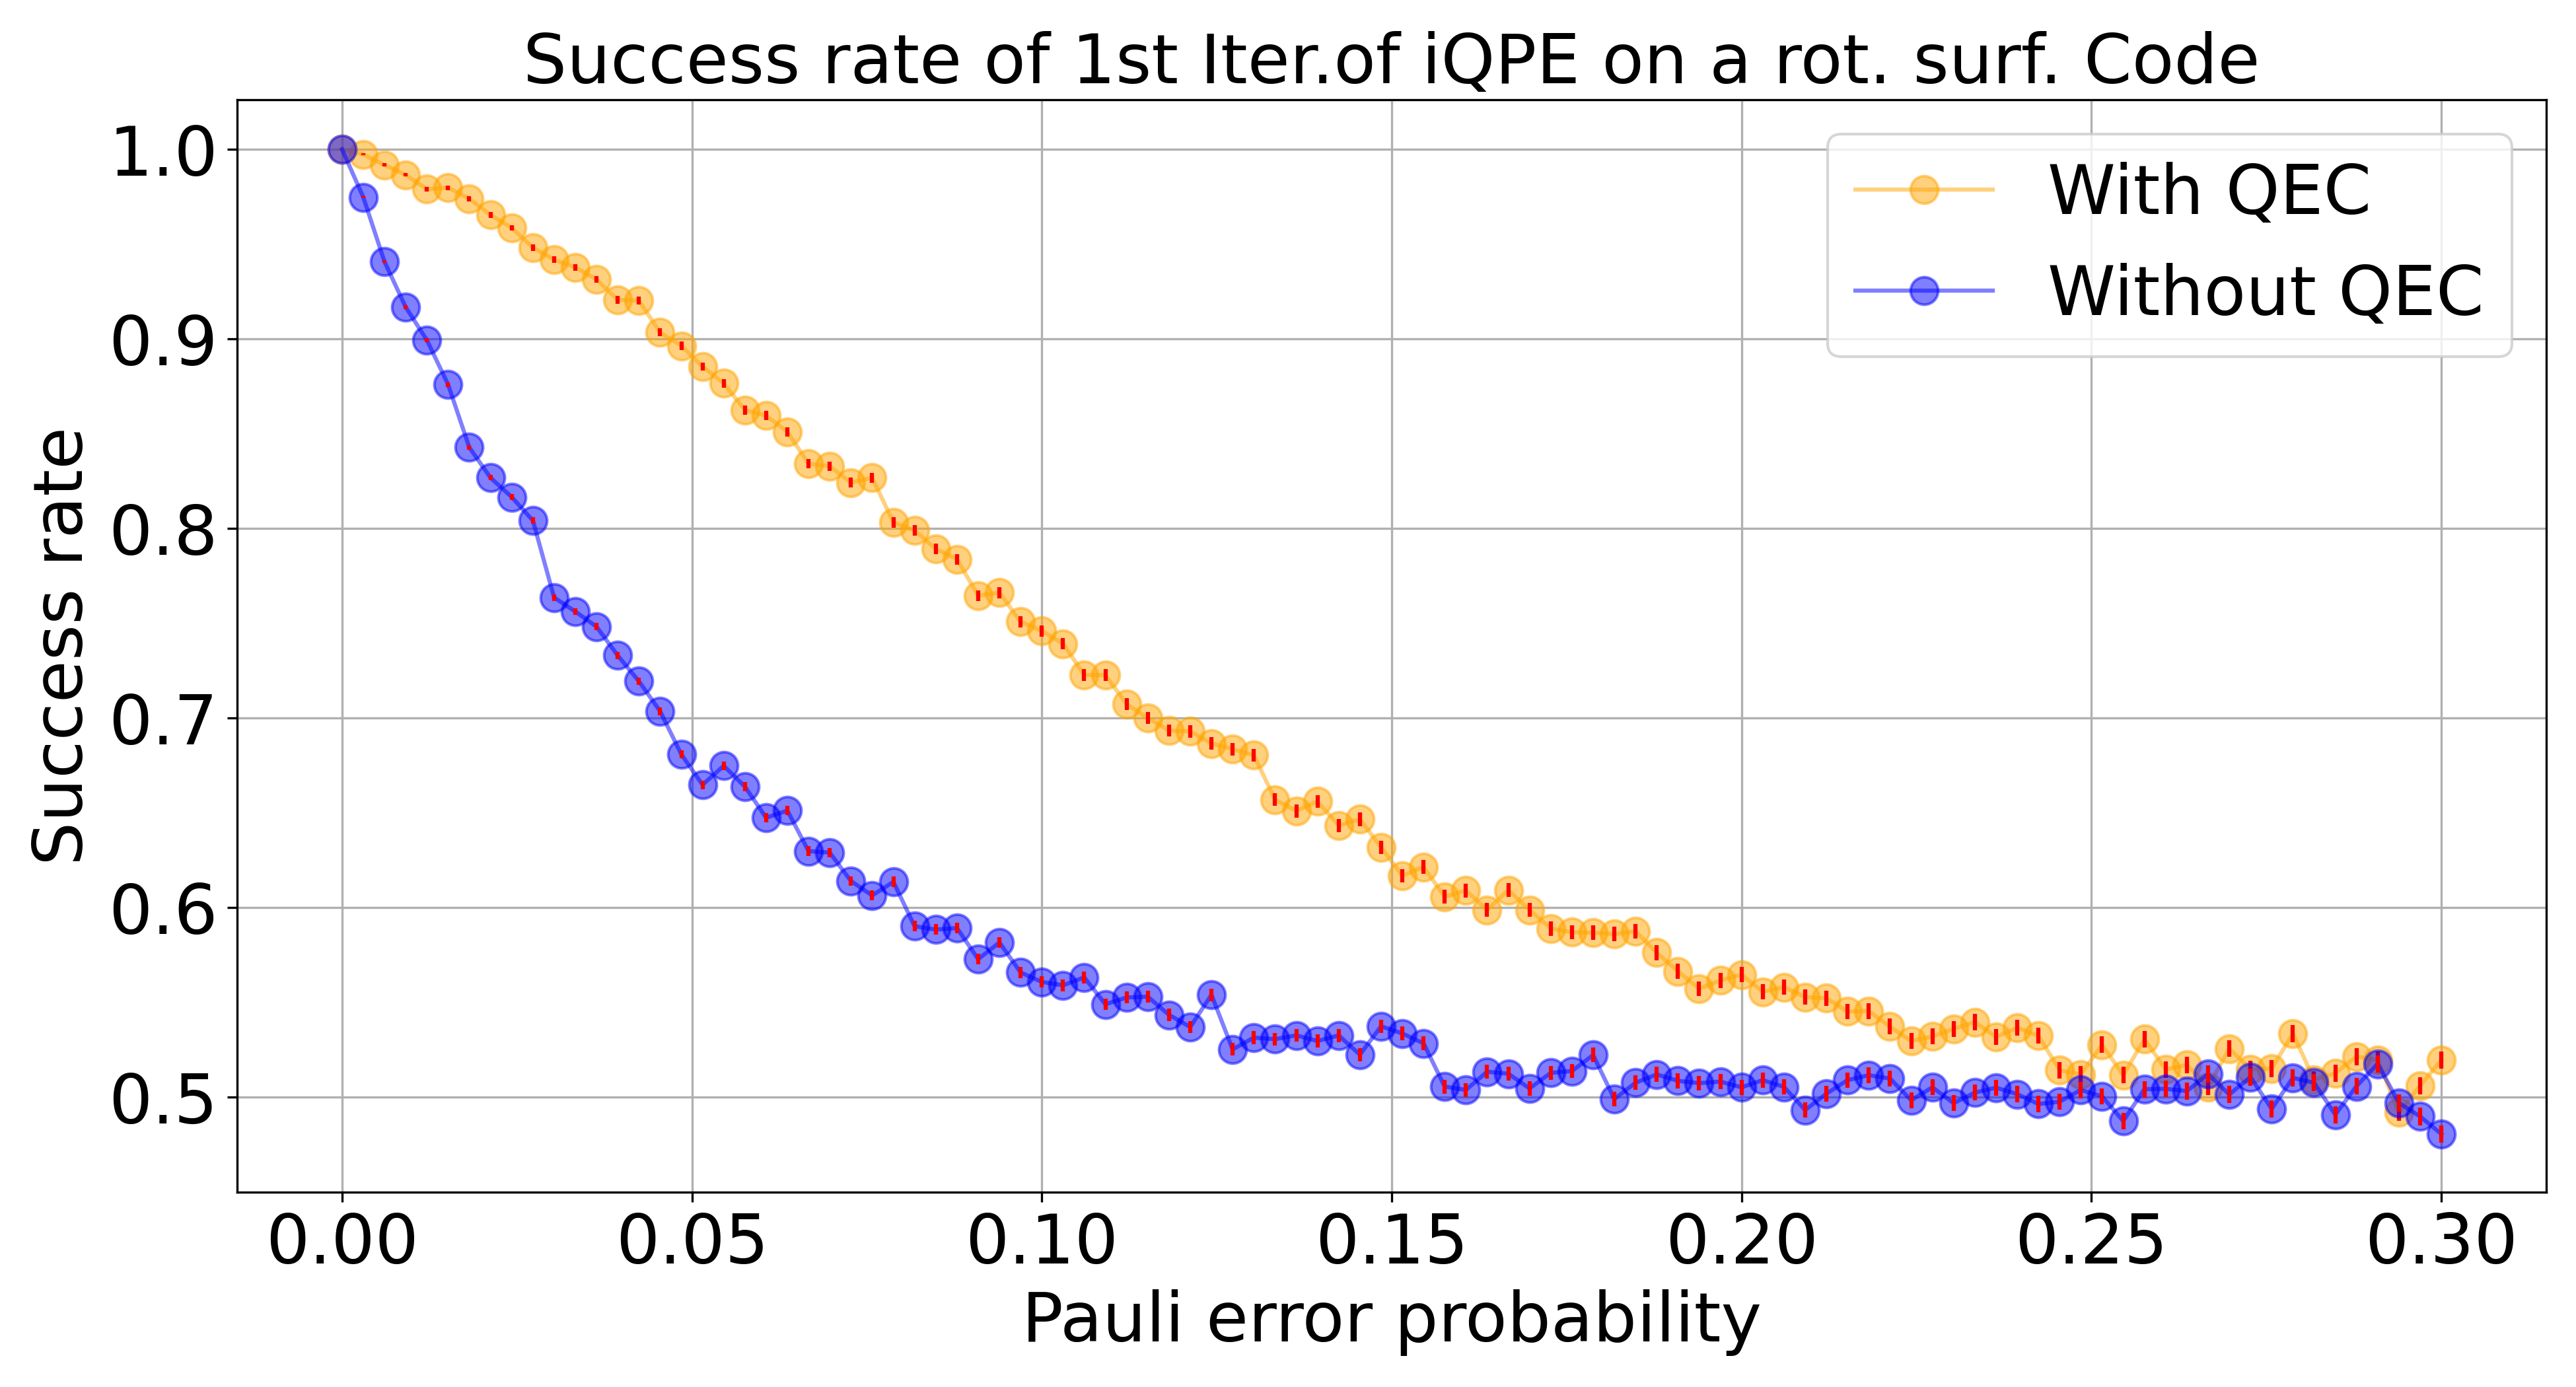 Success rate of 1st Iter.of iQPE on a rot. surf. Code
With QEC
Without QEC
Success rate
1.0
0.9
0.8
0.7
0.6
0.5
0.00 0.05 0.10 0.15 0.20 0.25 0.30
Pauli error probability